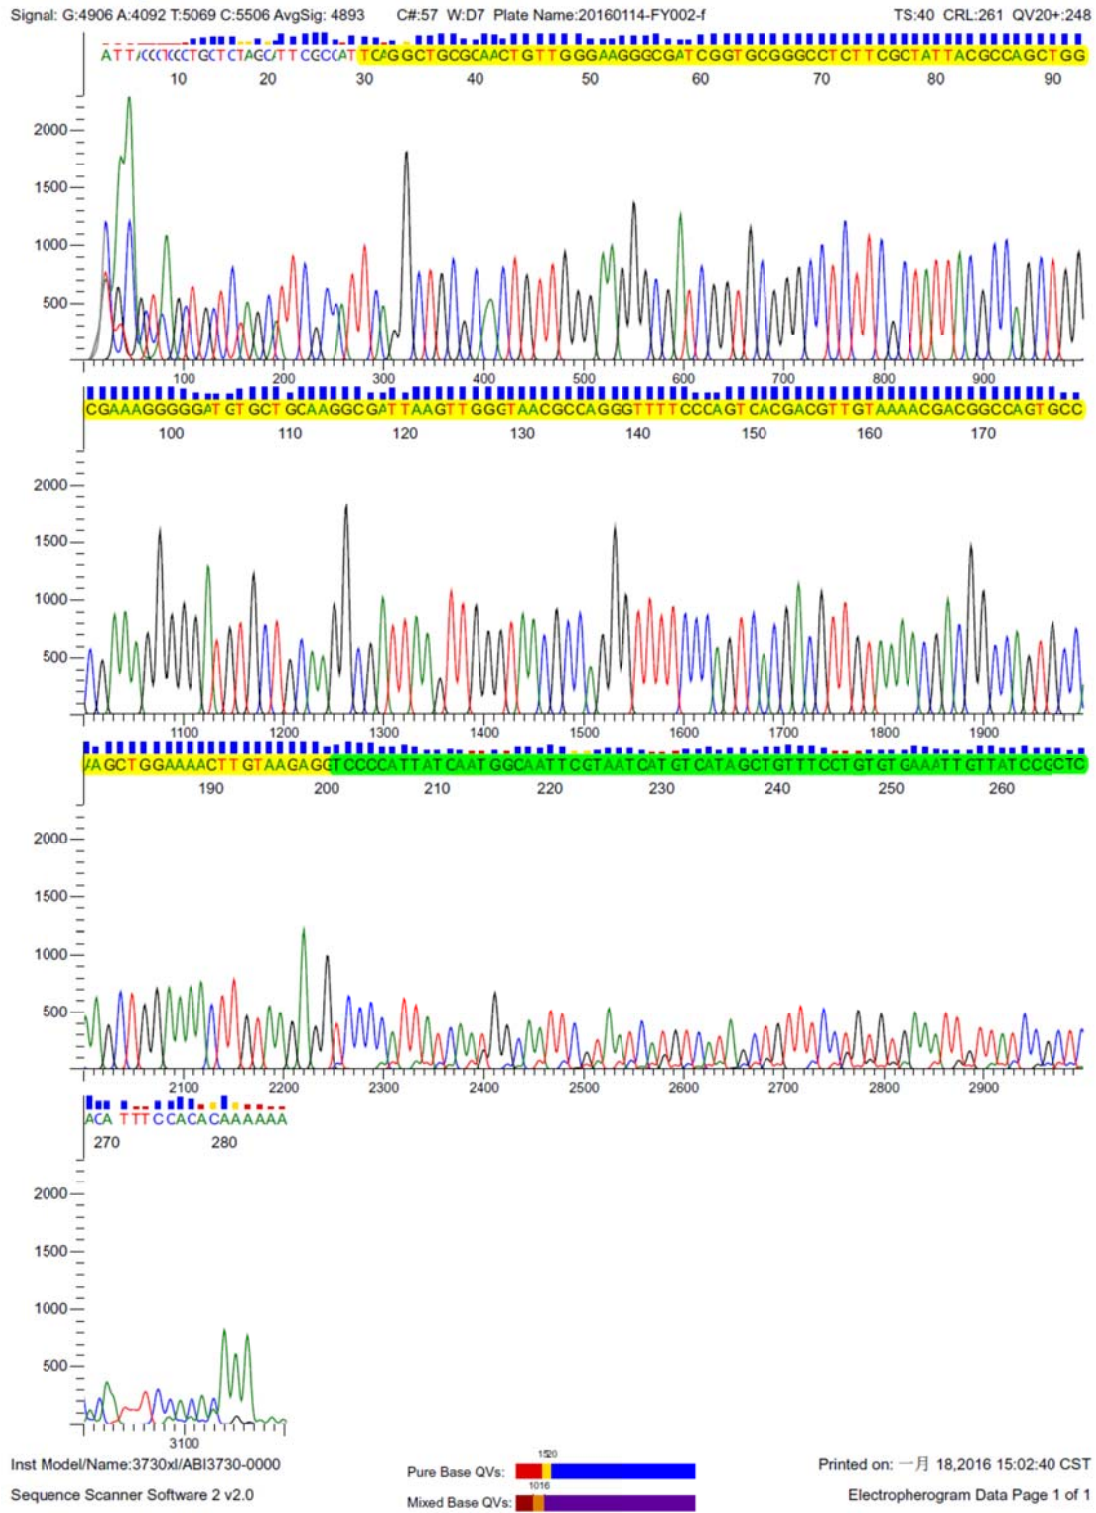 Signal: G:4906 A:4092 T:5069 C:5506 AvgSig: 4893 C#:57 W:D7 Plate Name:20160114-FY002-f TS:40 CRL:261 QV20+:248
TCAGGCTGCGCAACTGTTGGGAAGGGCGATCGGTGCGGGCCTCTTCGCTATTACGCCAGCTGG
10 20 30 40 50 60 70 80 90
2000
1500
1000
500
100 200 300 400 500 600 700 800 900
CGAAAGGGGGATGTGCTGCAAGGCGATTAAGTTGGGTAACGCCAGGGTTTTCCCAGTCACGACGTTGTAAAACGACGGCCAGTGCC
100 110 120 130 140 150 160 170
2000
1500
1000
500
1100 1200 1300 1400 1500 1600 1700 1800 1900
AAGCTGGAAAACTTGTAAGAGGTCCCCATTATCAATGGCAATTCGTAATCATGTCATAGCTGTTTCCTGTGTGAAATTGTTATCCGCTC
190 200 210 220 230 240 250 260
2000
1500
1000
500
2100 2200 2300 2400 2500 2600 2700 2800 2900
ACA TTTCCACACAAAAAA
270 280
2000
1500
1000
500
3100
Inst Model/Name:3730xl/ABI3730-0000
Pure Base QVs: 1520
Printed on: 一月 18,2016 15:02:40 CST
Sequence Scanner Software 2 v2.0
Mixed Base QVs: 1016
Electropherogram Data Page 1 of 1